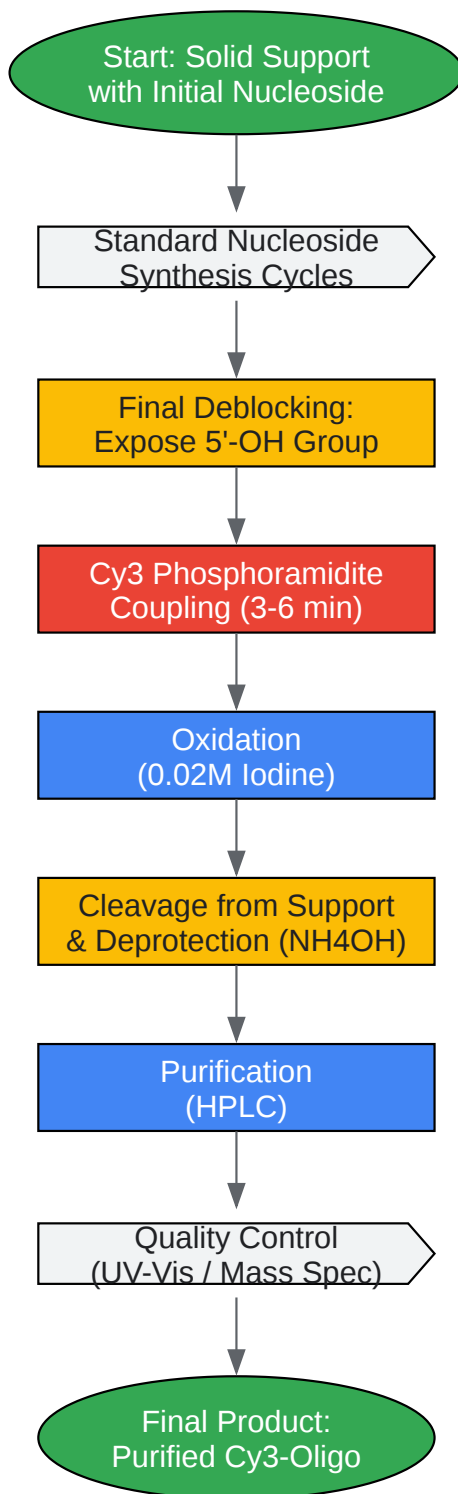 Start: Solid Support
with Initial Nucleoside
Standard Nucleoside
Synthesis Cycles
Final Deblocking:
Expose 5'-OH Group
Cy3 Phosphoramidite
Coupling (3-6 min)
Oxidation
(0.02M Iodine)
Cleavage from Support
& Deprotection (NH4OH)
Purification
(HPLC)
Quality Control
(UV-Vis / Mass Spec)
Final Product:
Purified Cy3-Oligo